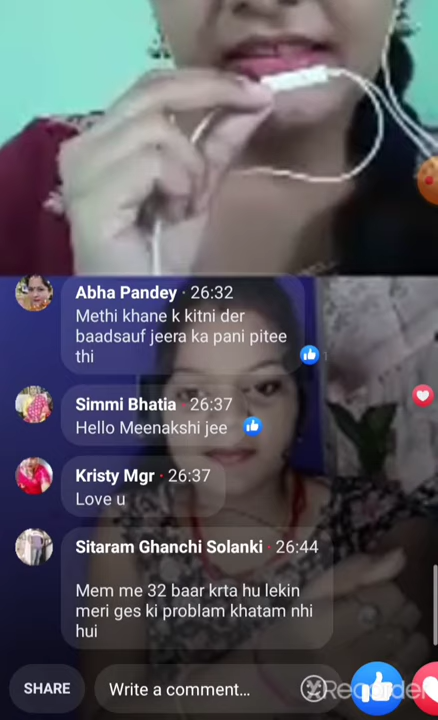 Abha Pandey · 26:32
Methi khane k kitni der
baadsauf jeera ka pani pitee
thi
Simmi Bhatia · 26:37
Hello Meenakshi jee
Kristy Mgr · 26:37
Love u
Sitaram Ghanchi Solanki · 26:44
Mem me 32 baar krta hu lekin
meri ges ki problam khatam nhi
hui
SHARE
Write a comment...
Recorder